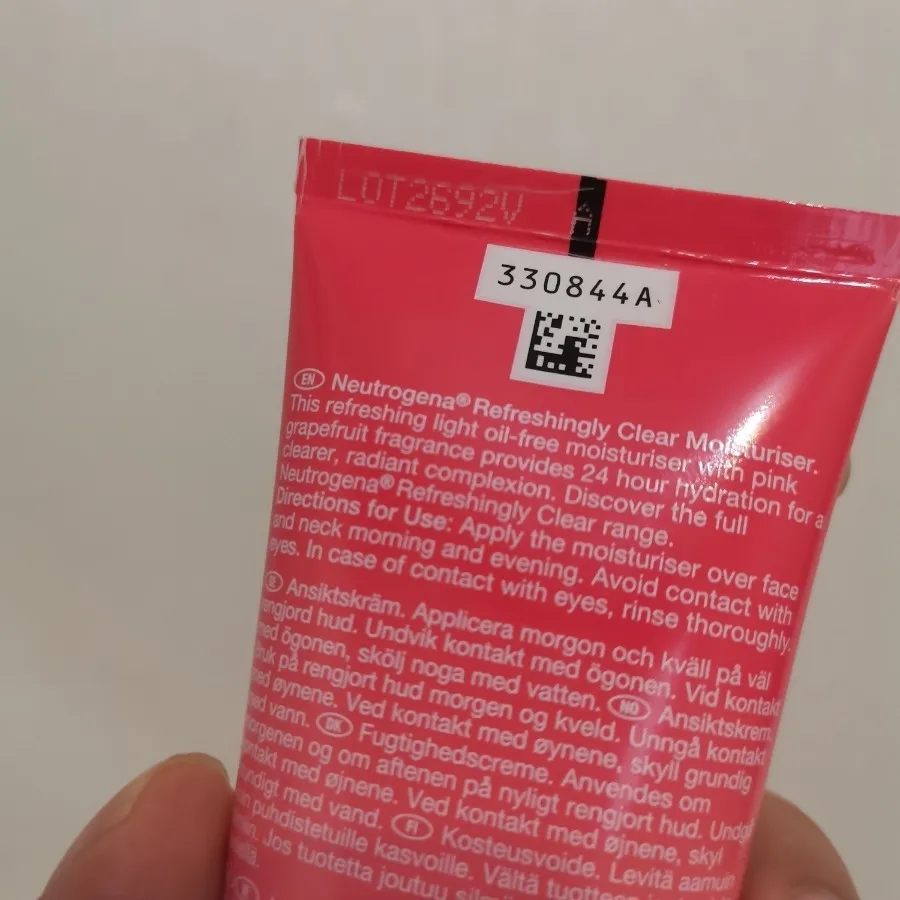 LOT2692V
330844A
EN Neutrogena® Refreshingly Clear Moisturiser.
This refreshing light oil-free moisturiser with pink
grapefruit fragrance provides 24 hour hydration for a
clearer, radiant complexion. Discover the full
Neutrogena® Refreshingly Clear range.
Directions for Use: Apply the moisturiser over face
and neck morning and evening. Avoid contact with
eyes. In case of contact with eyes, rinse thoroughly.
Ansiktskräm. Applicera morgon och kväll på väl
rengjord hud. Undvik kontakt med ögonen. Vid kontakt
med ögonen, skölj noga med vatten. NO Ansiktskrem.
på rengjort hud morgen og kveld. Unngå kontakt
med øynene. Ved kontakt med øynene, skyll grundig
med vann. DK Fugtighedscreme. Anvendes om
morgenen og om aftenen på nyligt rengjort hud. Undgå
kontakt med øjnene. Ved kontakt med øjnene, skyl
grundigt med vand. FI Kosteusvoide. Levitä aamuin
puhdistetuille kasvoille. Vältä
Jos tuotetta joutuu